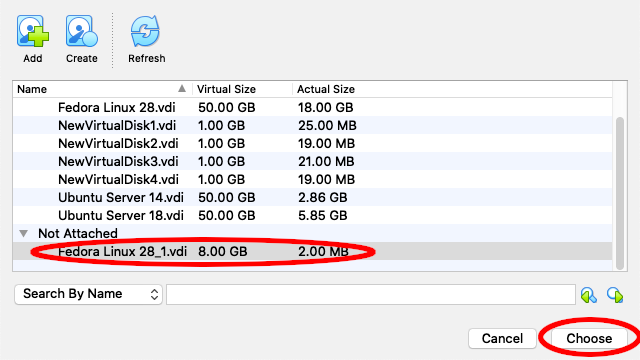 Add Create Refresh
Name Virtual Size Actual Size
Fedora Linux 28.vdi 50.00 GB 18.00 GB
NewVirtualDisk1.vdi 1.00 GB 25.00 MB
NewVirtualDisk2.vdi 1.00 GB 19.00 MB
NewVirtualDisk3.vdi 1.00 GB 21.00 MB
NewVirtualDisk4.vdi 1.00 GB 19.00 MB
Ubuntu Server 14.vdi 50.00 GB 2.86 GB
Ubuntu Server 18.vdi 50.00 GB 5.85 GB
Not Attached
Fedora Linux 28_1.vdi 8.00 GB 2.00 MB
Search By Name
Cancel Choose